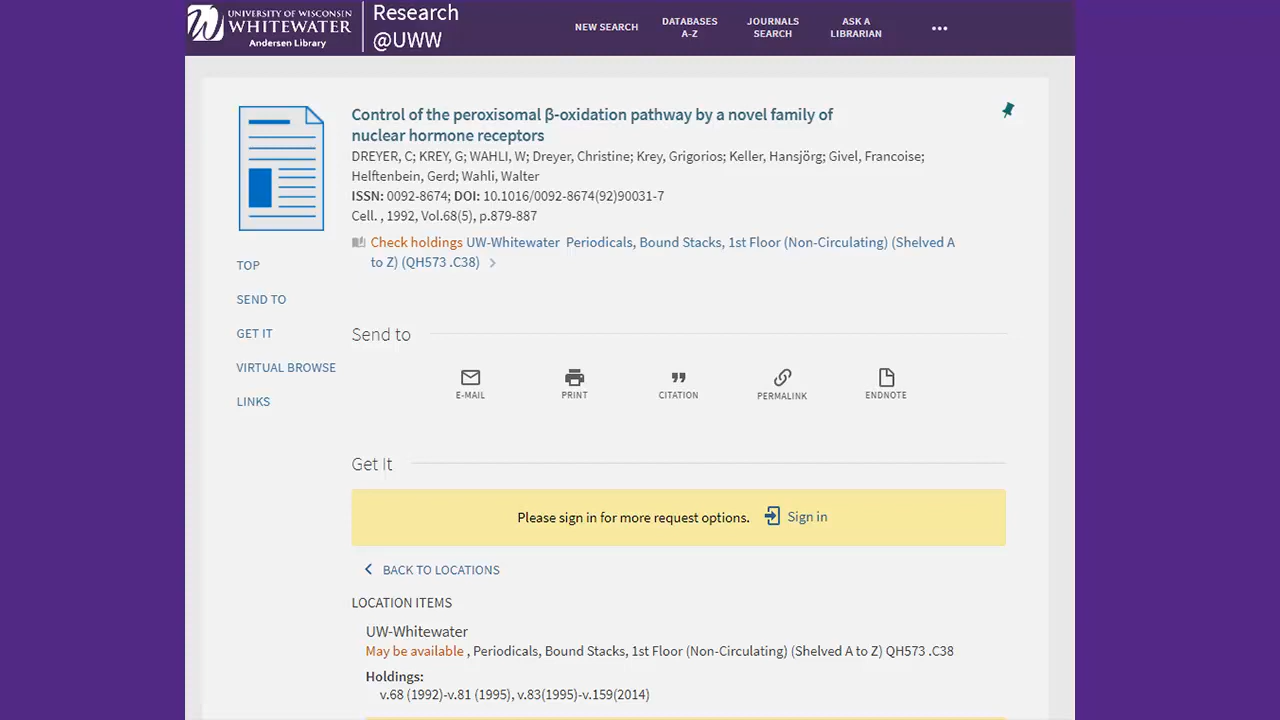 UNIVERSITY OF WISCONSIN
WHITEWATER
Andersen Library
Research
@UWW
NEW SEARCH
DATABASES
A-Z
JOURNALS
SEARCH
ASK A
LIBRARIAN
Control of the peroxisomal β-oxidation pathway by a novel family of
nuclear hormone receptors
DREYER, C; KREY, G; WAHLI, W; Dreyer, Christine; Krey, Grigorios; Keller, Hansjörg; Givel, Francoise;
Helftenbein, Gerd; Wahli, Walter
ISSN: 0092-8674; DOI: 10.1016/0092-8674(92)90031-7
Cell. , 1992, Vol.68(5), p.879-887
Check holdings UW-Whitewater Periodicals, Bound Stacks, 1st Floor (Non-Circulating) (Shelved A
to Z) (QH573 .C38)
TOP
SEND TO
GET IT
VIRTUAL BROWSE
LINKS
Send to
E-MAIL
PRINT
CITATION
PERMALINK
ENDNOTE
Get It
Please sign in for more request options. Sign in
BACK TO LOCATIONS
LOCATION ITEMS
UW-Whitewater
May be available , Periodicals, Bound Stacks, 1st Floor (Non-Circulating) (Shelved A to Z) QH573 .C38
Holdings:
v.68 (1992)-v.81 (1995), v.83(1995)-v.159(2014)